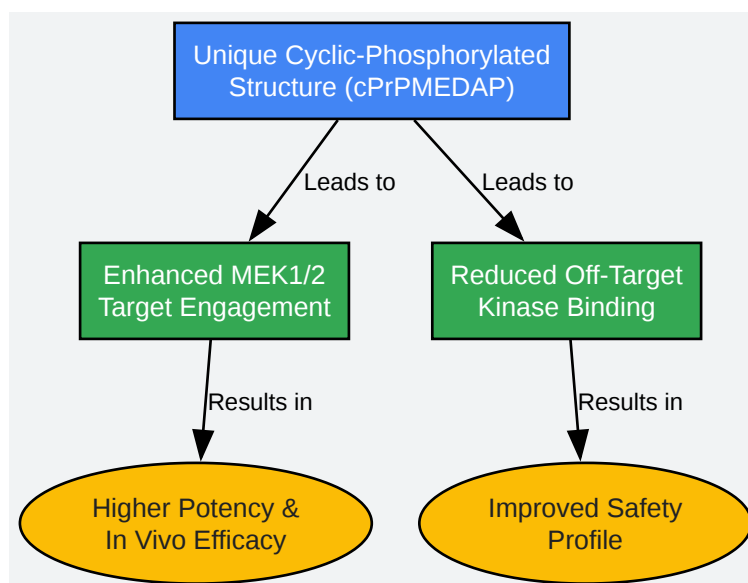 Unique Cyclic-Phosphorylated
Structure (cPrPMEDAP)
Leads to
Leads to
Enhanced MEK1/2
Target Engagement
Reduced Off-Target
Kinase Binding
Results in
Results in
Higher Potency &
In Vivo Efficacy
Improved Safety
Profile